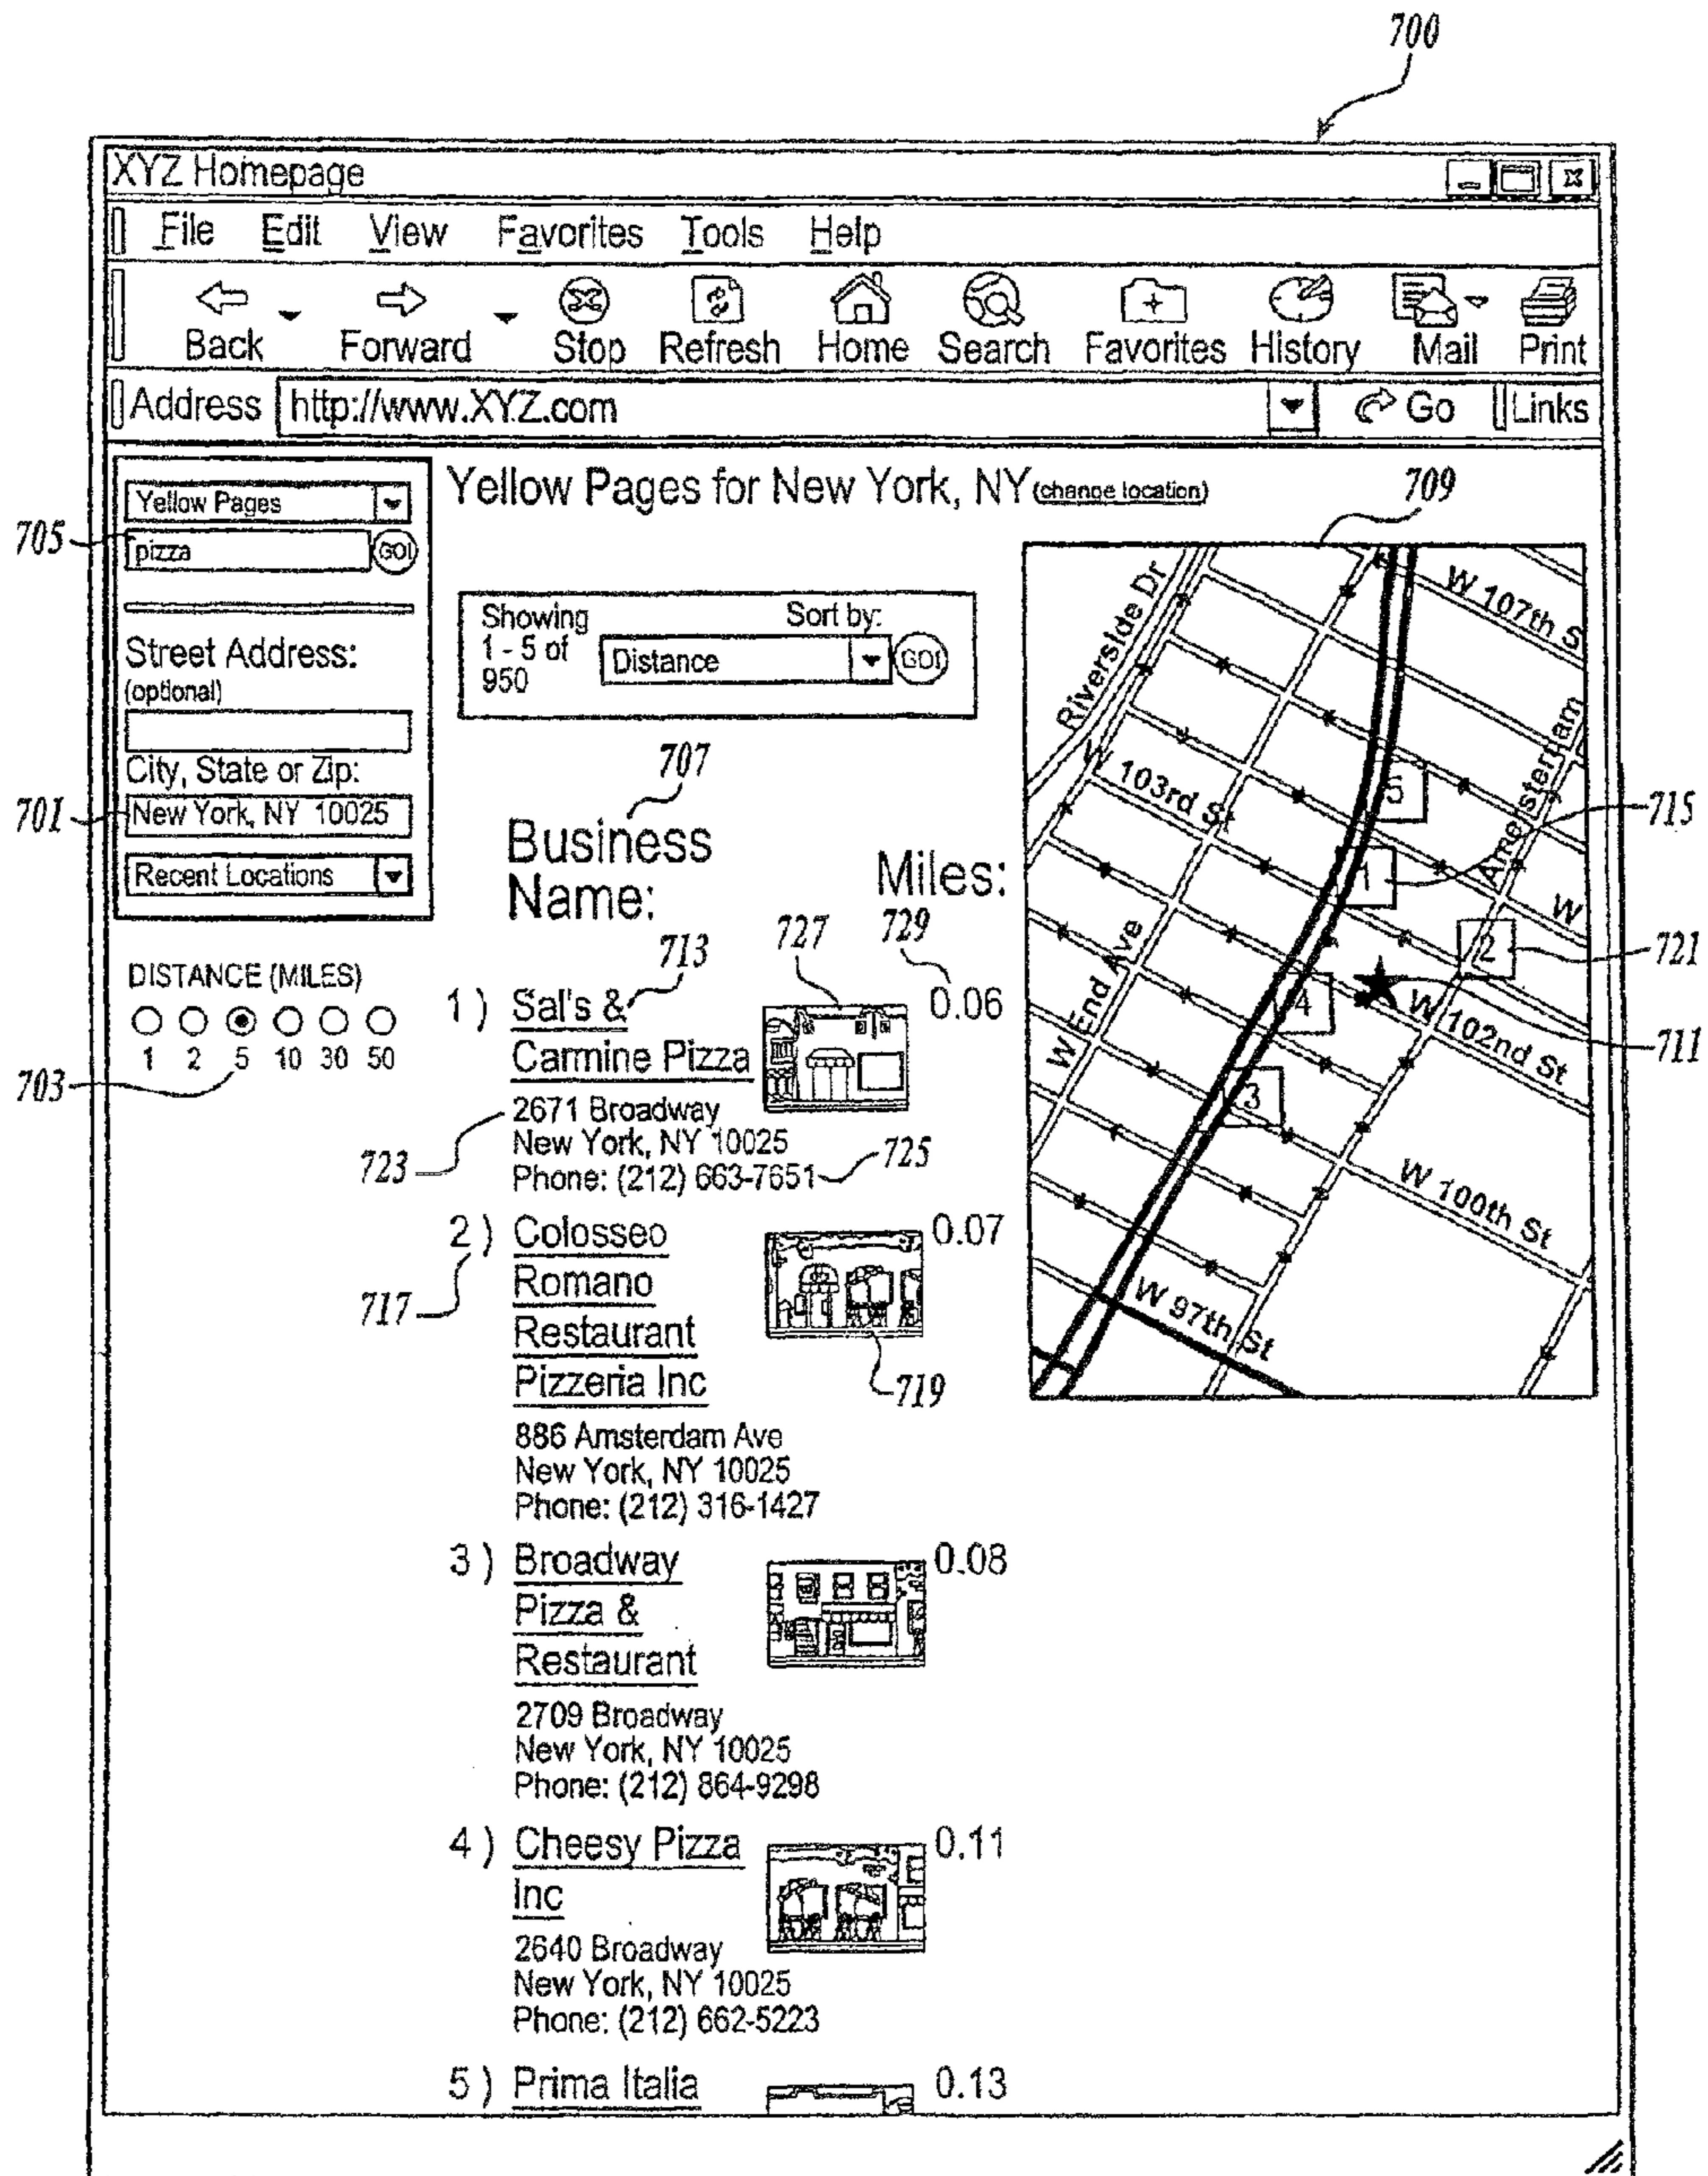 700
XYZ Homepage
File Edit View Favorites Tools Help
Back Forward Stop Refresh Home Search Favorites History Mail Print
Address http://www.XYZ.com Go Links
Yellow Pages
705
pizza GO!
Street Address:
(optional)
City, State or Zip:
701
New York, NY 10025
Recent Locations
DISTANCE (MILES)
1 2 5 10 30 50
703
Yellow Pages for New York, NY (change location)
Showing
1 - 5 of
950
Sort by:
Distance GO!
707
Business
Name:
Miles:
713
727
729
1) Sal's &
Carmine Pizza
0.06
2671 Broadway
New York, NY 10025
Phone: (212) 663-7651
723
725
2) Colosseo
Romano
Restaurant
Pizzeria Inc
0.07
717
719
886 Amsterdam Ave
New York, NY 10025
Phone: (212) 316-1427
3) Broadway
Pizza &
Restaurant
0.08
2709 Broadway
New York, NY 10025
Phone: (212) 864-9298
4) Cheesy Pizza
Inc
0.11
2640 Broadway
New York, NY 10025
Phone: (212) 662-5223
5) Prima Italia
0.13
709
Riverside Dr
W 107th S
W 103rd S
5
715
1
W
2
721
W End Ave
4
W 102nd St
711
3
W 100th St
W 97th St